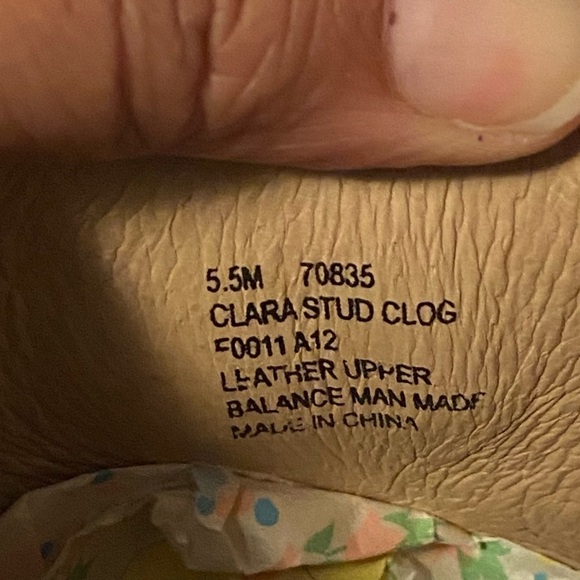 5.5M 70835
CLARA STUD CLOG
F0011 A12
LEATHER UPPER
BALANCE MAN MADE
MADE IN CHINA